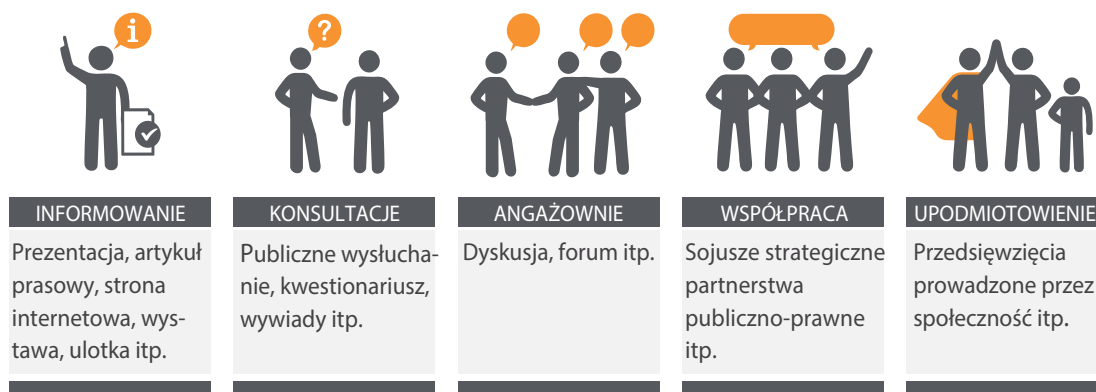 i
?
INFORMOWANIE
Prezentacja, artykuł
prasowy, strona
internetowa, wys-
tawa, ulotka itp.
KONSULTACJE
Publiczne wysłucha-
nie, kwestionariusz,
wywiady itp.
ANGAŻOWNIE
Dyskusja, forum itp.
WSPÓŁPRACA
Sojusze strategiczne
partnerstwa
publiczno-prawne
itp.
UPODMIOTOWIENIE
Przedsięwzięcia
prowadzone przez
społeczność itp.